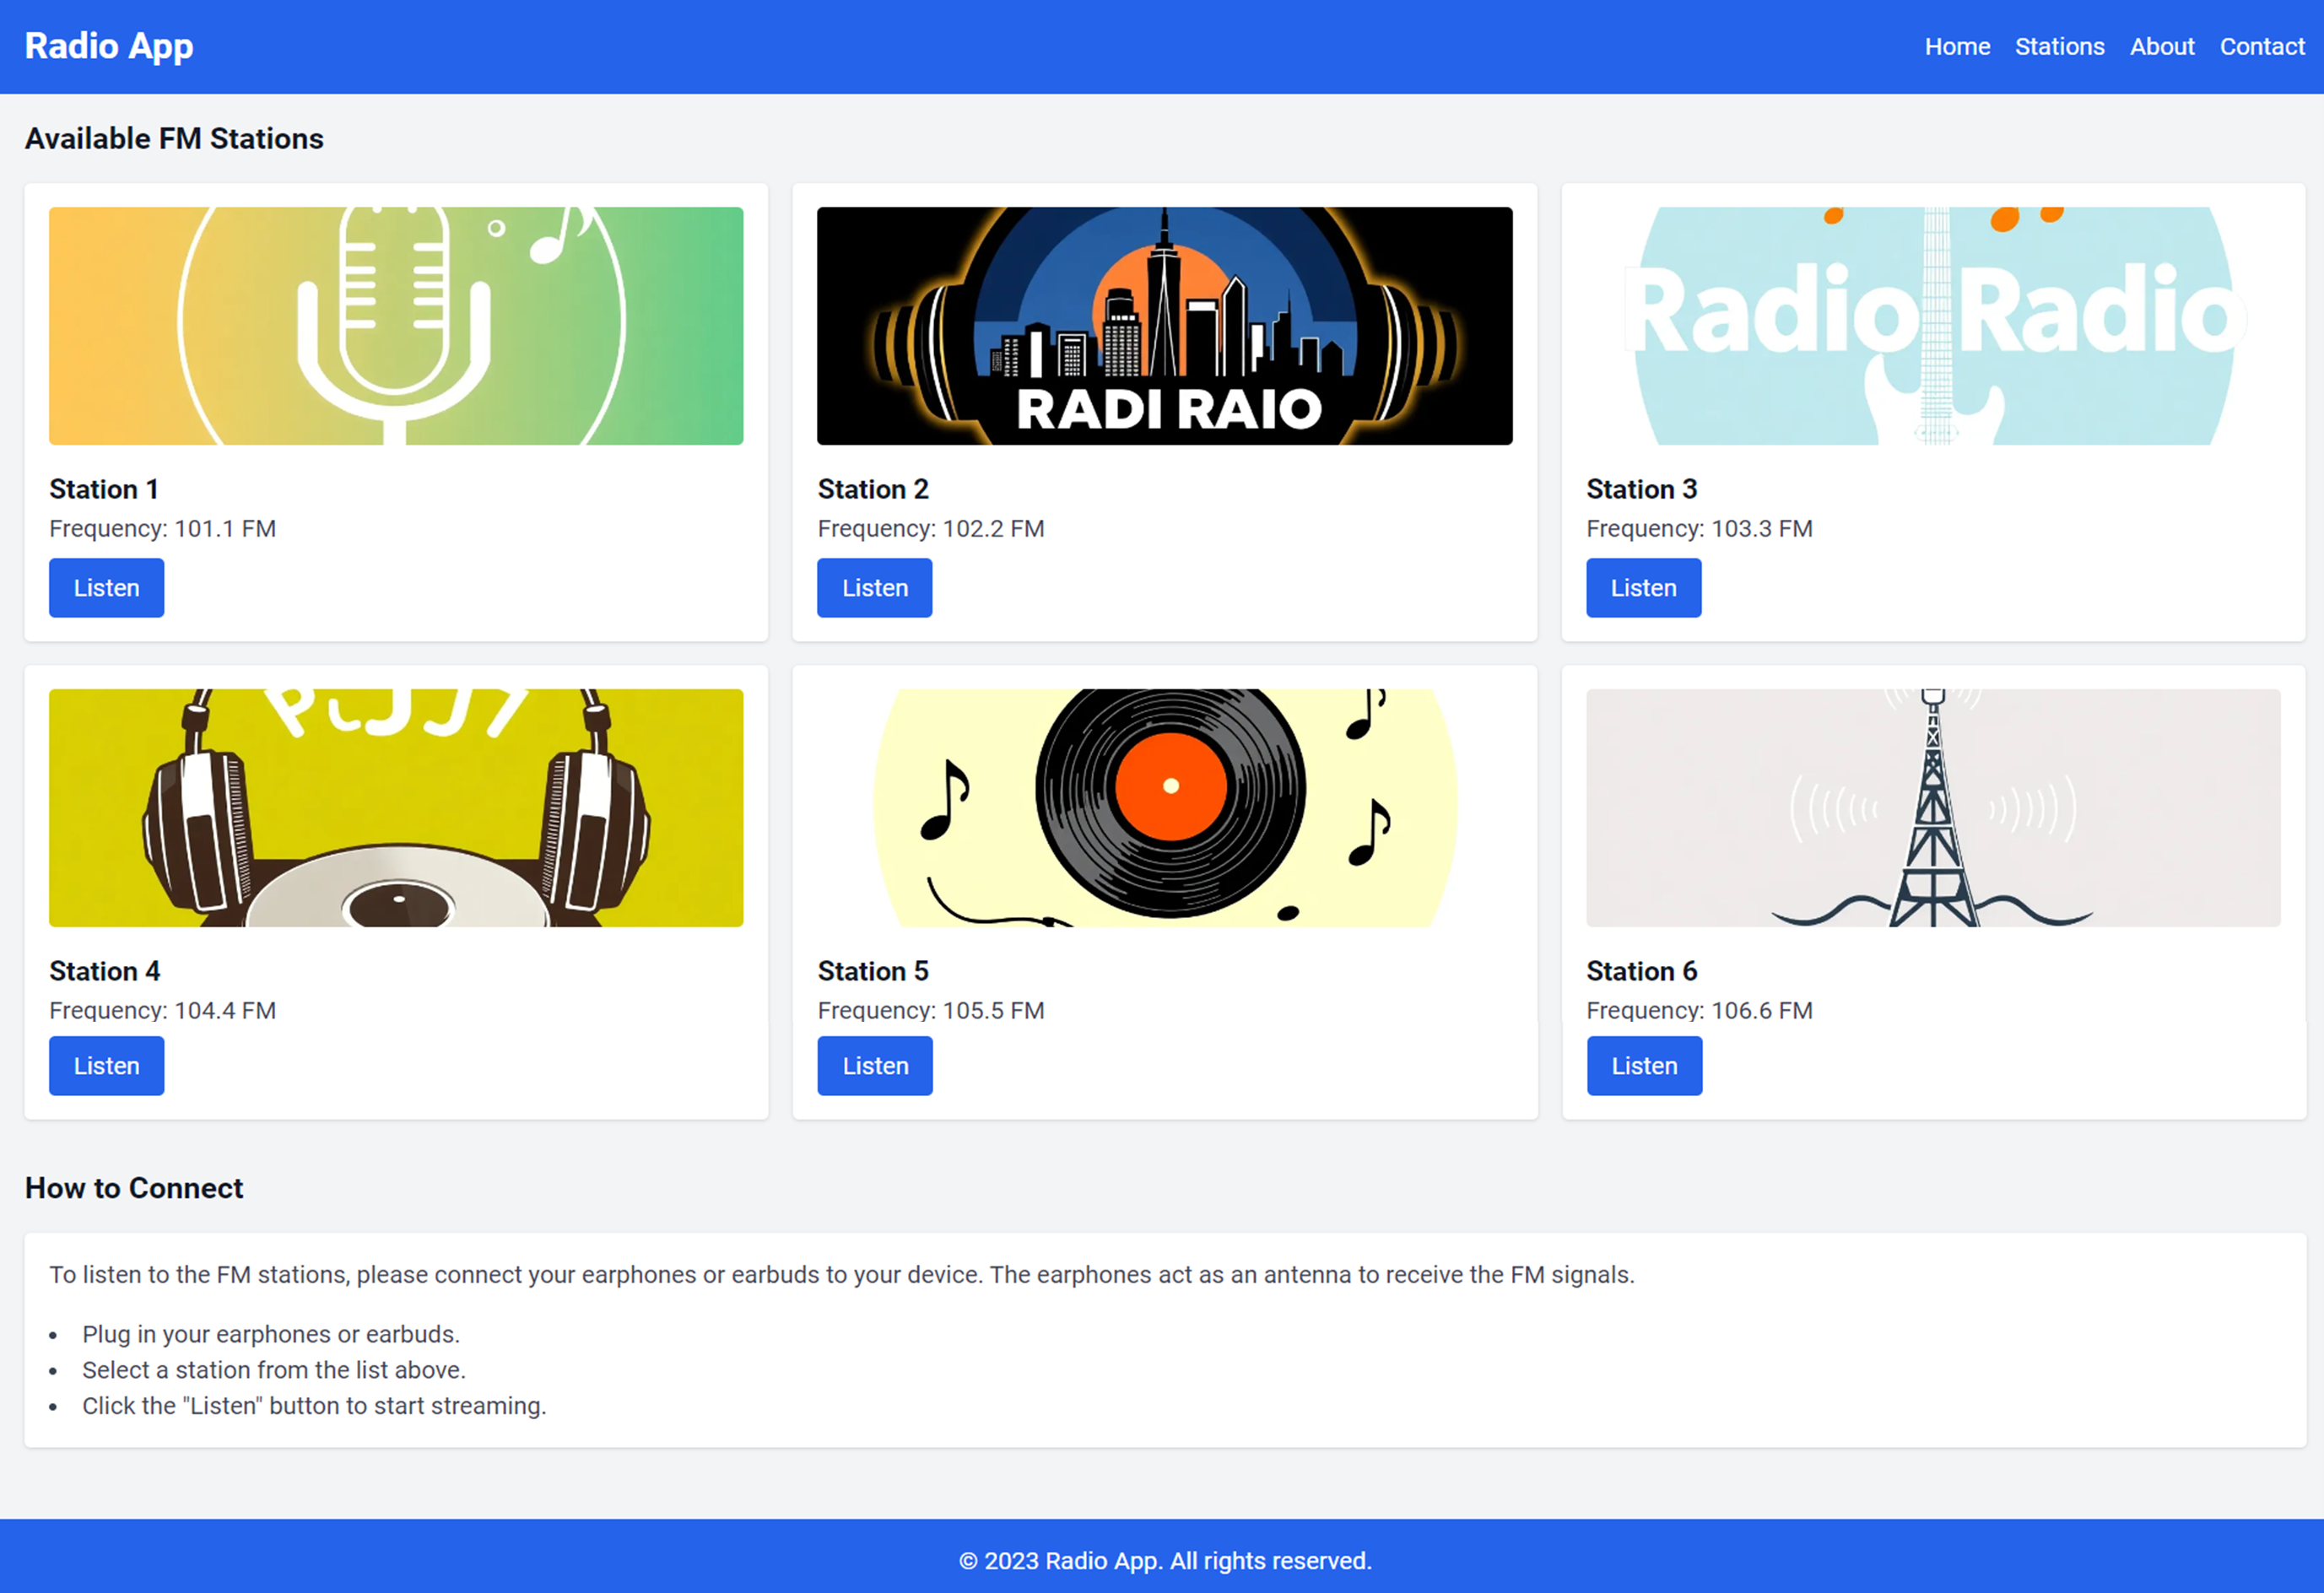 Radio App
Home Stations About Contact
Available FM Stations
RADI RAIO
Radio Radio
Station 1
Frequency: 101.1 FM
Listen
Station 2
Frequency: 102.2 FM
Listen
Station 3
Frequency: 103.3 FM
Listen
Station 4
Frequency: 104.4 FM
Listen
Station 5
Frequency: 105.5 FM
Listen
Station 6
Frequency: 106.6 FM
Listen
How to Connect
To listen to the FM stations, please connect your earphones or earbuds to your device. The earphones act as an antenna to receive the FM signals.
• Plug in your earphones or earbuds.
• Select a station from the list above.
• Click the "Listen" button to start streaming.
© 2023 Radio App. All rights reserved.